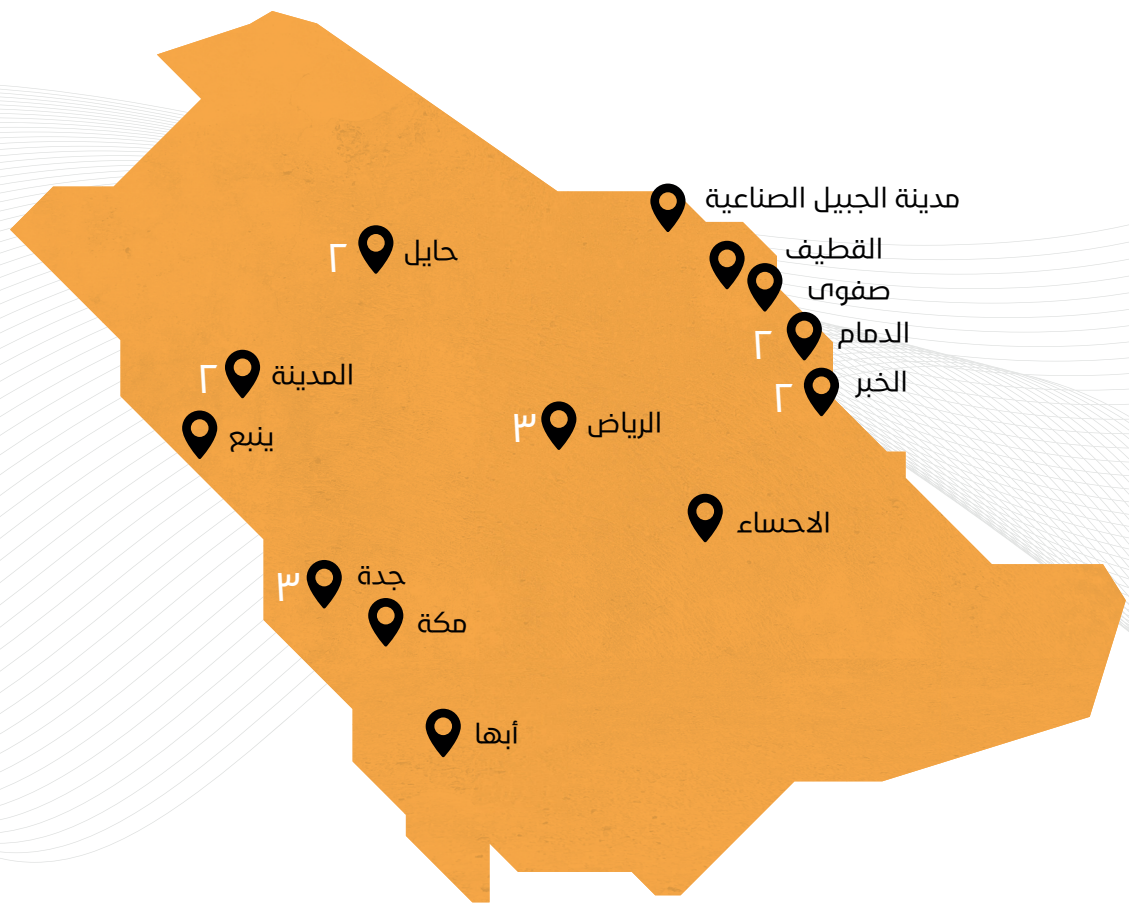 مدينة الجبيل الصناعية
القطيف
حايل
٢
صفوى
الدمام
٢
المدينة
٢
الخبر
٢
الرياض
٣
ينبع
الاحساء
جدة
٣
مكة
أبها